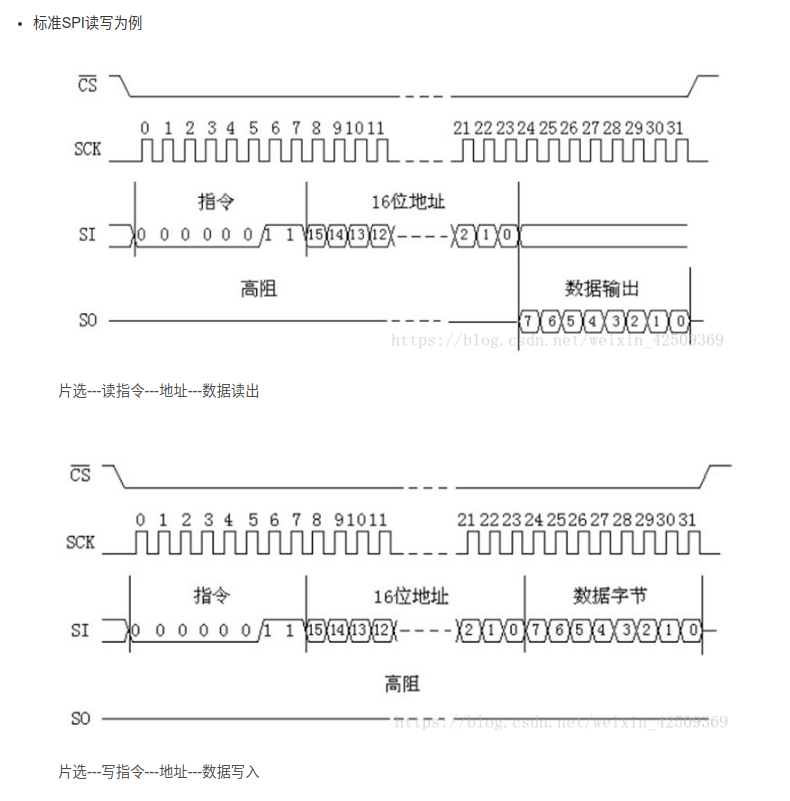 标准SPI读写为例
CS
0 1 2 3 4 5 6 7 8 9 10 11 21 22 23 24 25 26 27 28 29 30 31
SCK
指令 16位地址
SI 0 0 0 0 0 0 1 1 15 14 13 12 2 1 0
高阻 数据输出
SO 7 6 5 4 3 2 1 0
https://blog.csdn.net/weixin_42509369
片选---读指令---地址---数据读出
CS
0 1 2 3 4 5 6 7 8 9 10 11 21 22 23 24 25 26 27 28 29 30 31
SCK
指令 16位地址 数据字节
SI 0 0 0 0 0 0 1 1 15 14 13 12 2 1 0 7 6 5 4 3 2 1 0
高阻
SO
https://blog.csdn.net/weixin_42509369
片选---写指令---地址---数据写入